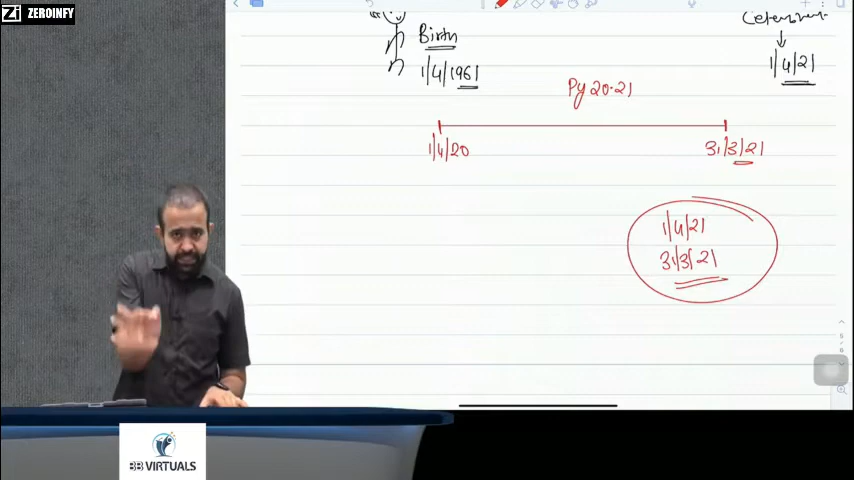 Zi ZEROINFY
Birth
1/4/1961
1/4/21
Py 20-21
1/4/20
31/3/21
1/4/21
31/3/21
BB VIRTUALS